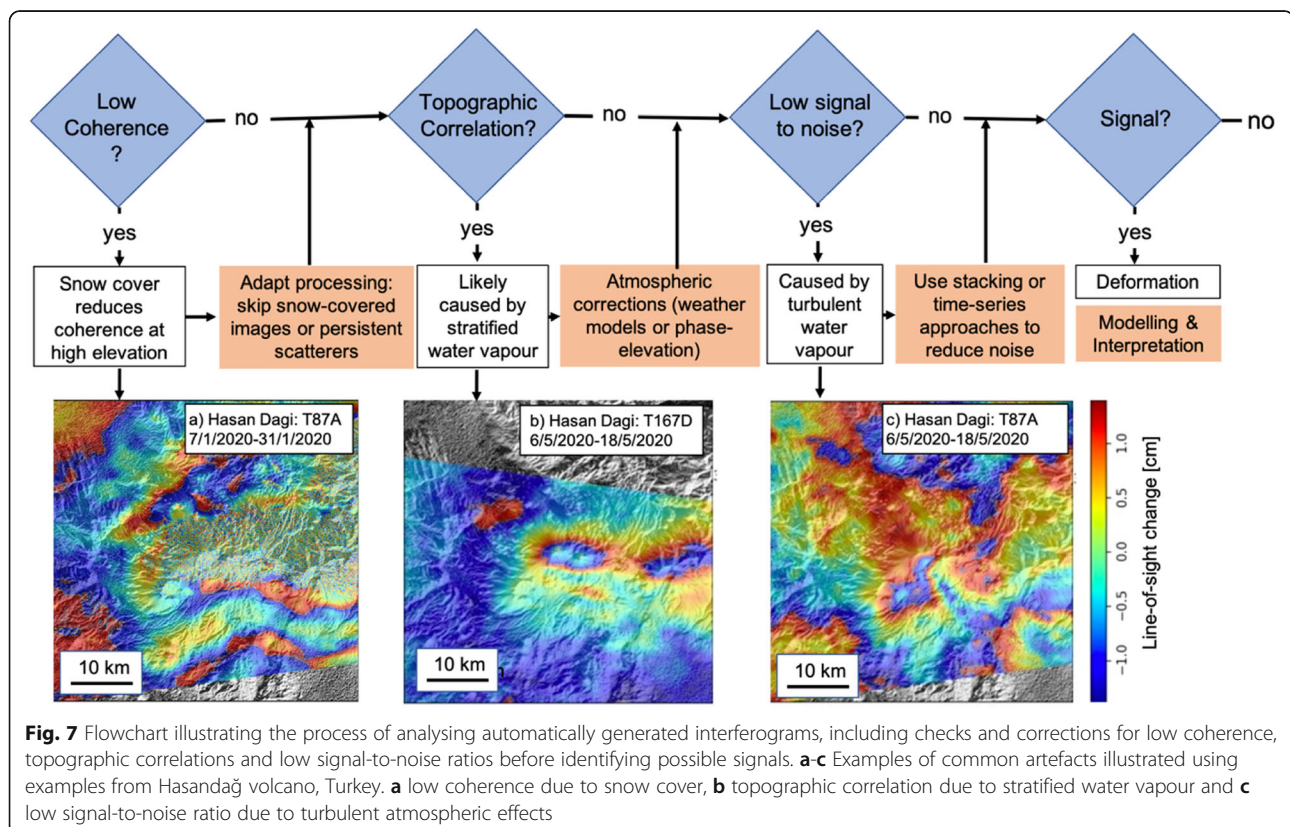 Low
Coherence
?
no
Topographic
Correlation?
no
Low signal
to noise?
no
Signal?
no
yes
yes
yes
yes
Snow cover
reduces
coherence at
high elevation
Adapt processing:
skip snow-covered
images or persistent
scatterers
Likely
caused by
stratified
water vapour
Atmospheric
corrections (weather
models or phase-
elevation)
Caused by
turbulent
water
vapour
Use stacking or
time-series
approaches to
reduce noise
Deformation
Modelling &
Interpretation
a) Hasan Dagi: T87A
7/1/2020-31/1/2020
10 km
b) Hasan Dagi: T167D
6/5/2020-18/5/2020
10 km
c) Hasan Dagi: T87A
6/5/2020-18/5/2020
10 km
1.0
0.5
0.0
−0.5
−1.0
Line-of-sight change [cm]
Fig. 7 Flowchart illustrating the process of analysing automatically generated interferograms, including checks and corrections for low coherence,
topographic correlations and low signal-to-noise ratios before identifying possible signals. a-c Examples of common artefacts illustrated using
examples from Hasandağ volcano, Turkey. a low coherence due to snow cover, b topographic correlation due to stratified water vapour and c
low signal-to-noise ratio due to turbulent atmospheric effects